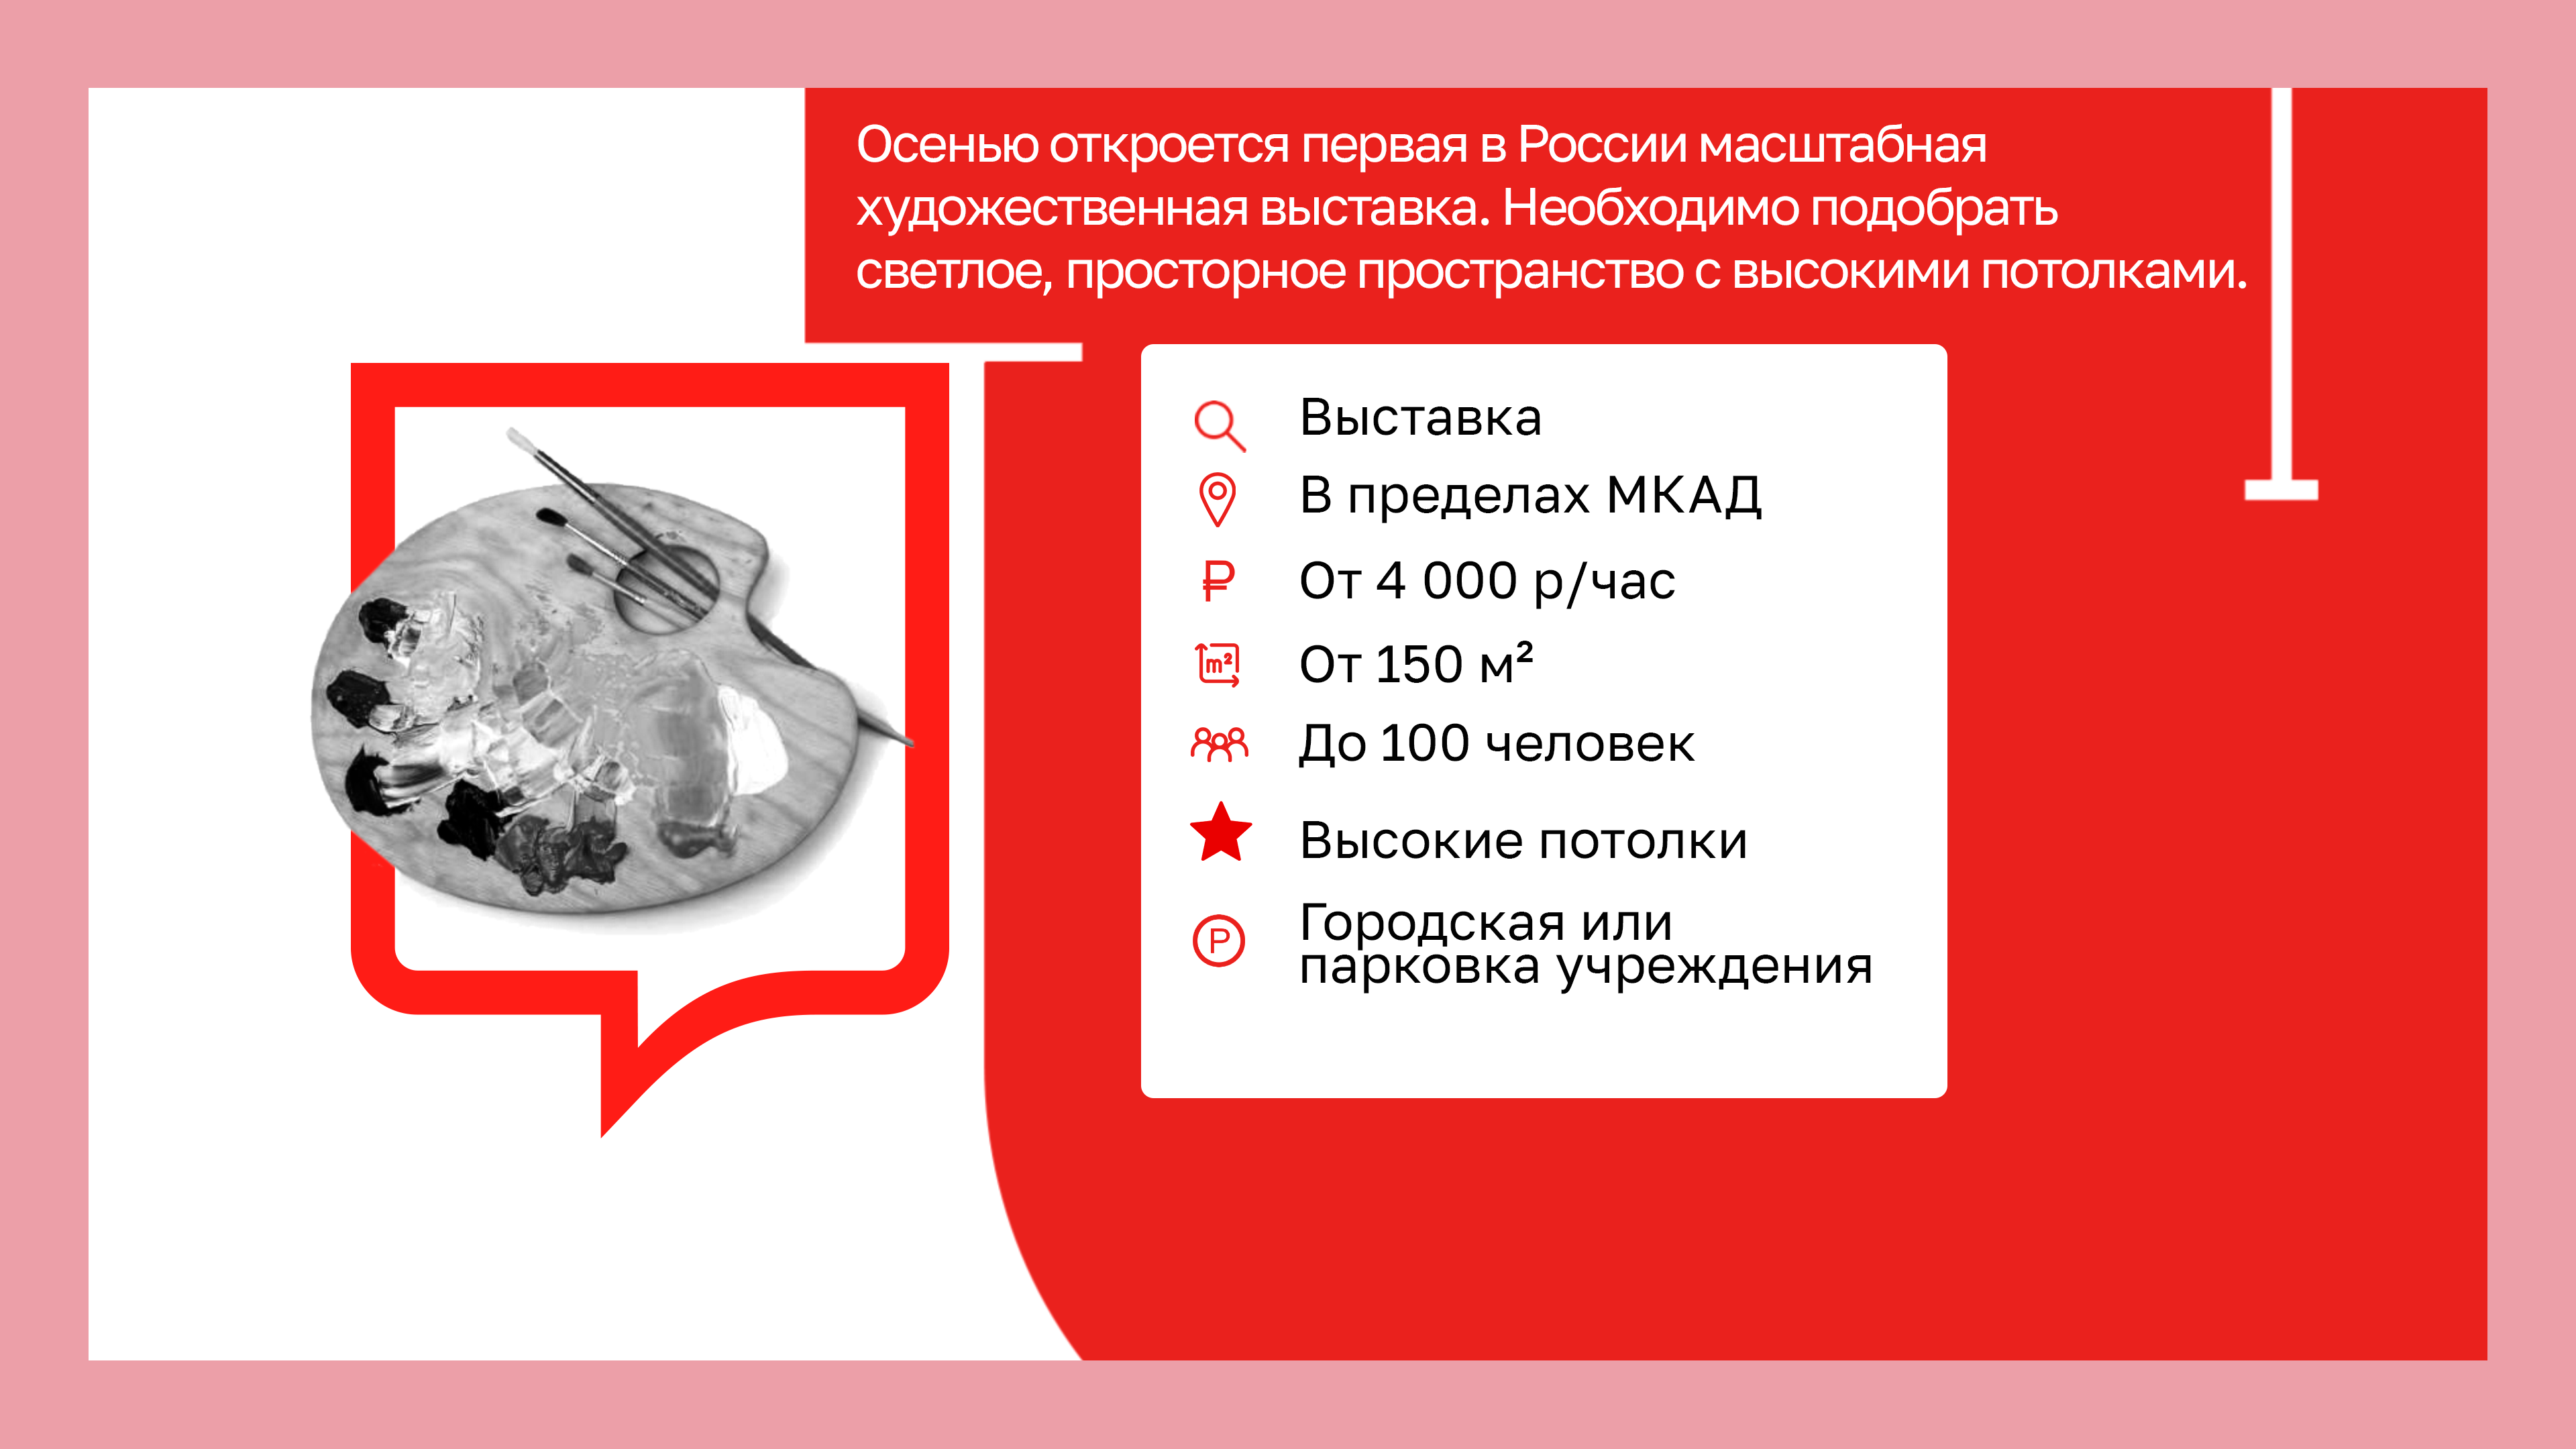 Осенью откроется первая в России масштабная
художественная выставка. Необходимо подобрать
светлое, просторное пространство с высокими потолками.
Выставка
В пределах МКАД
₽ От 4 000 р/час
m² От 150 м²
До 100 человек
Высокие потолки
Городская или
P
парковка учреждения